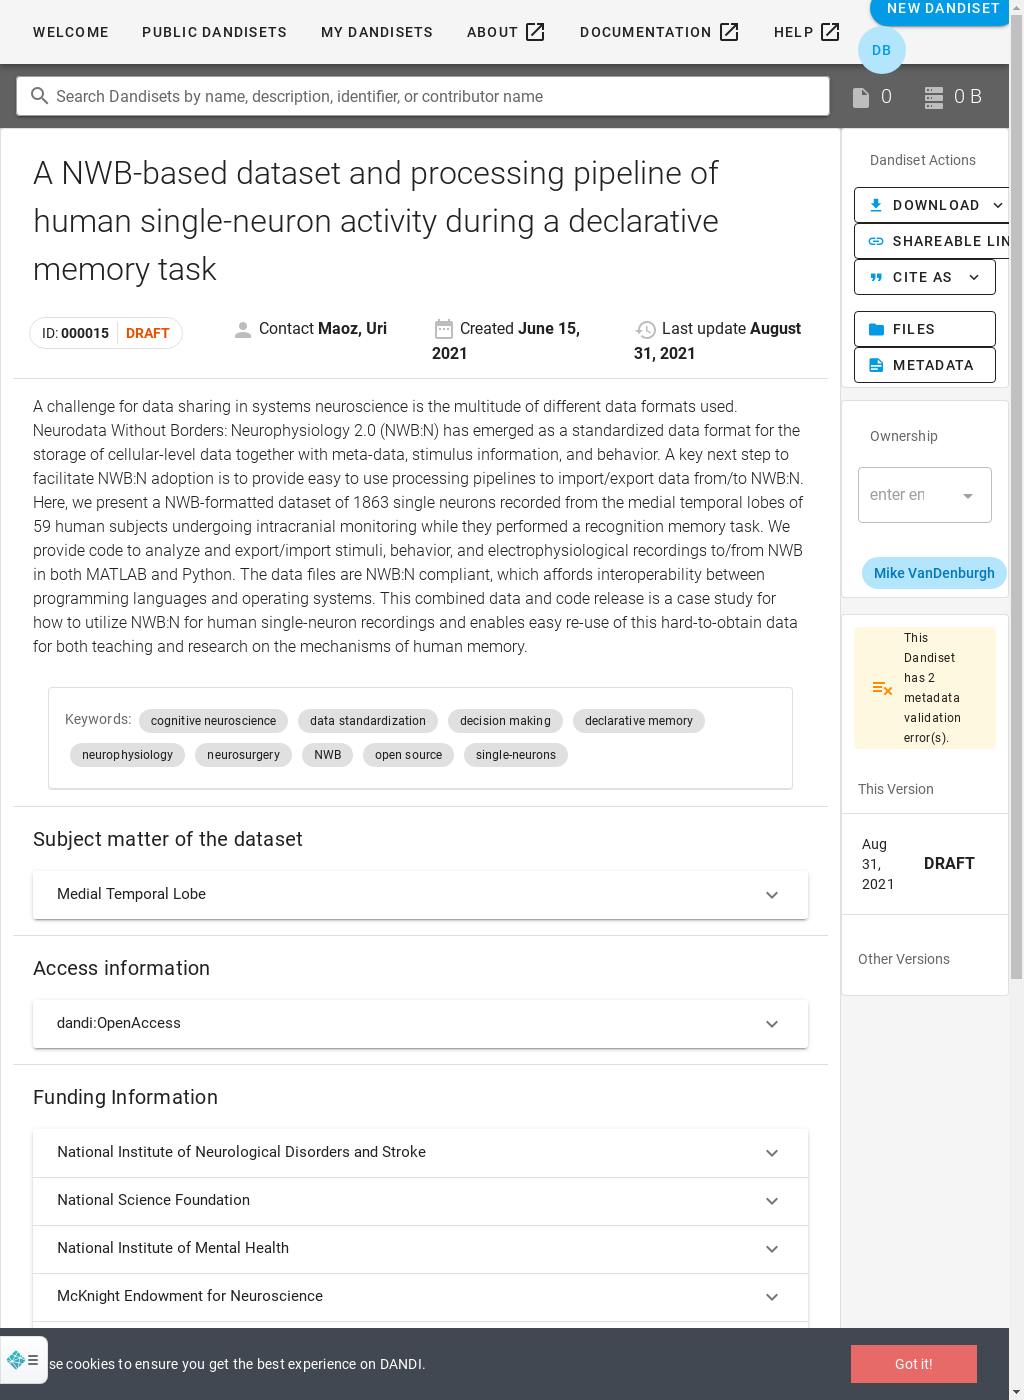 WELCOME PUBLIC DANDISETS MY DANDISETS ABOUT DOCUMENTATION HELP NEW DANDISET
DB
Search Dandisets by name, description, identifier, or contributor name 0 0 B
A NWB-based dataset and processing pipeline of
human single-neuron activity during a declarative
memory task
ID: 000015 DRAFT
Contact Maoz, Uri
Created June 15,
2021
Last update August
31, 2021
A challenge for data sharing in systems neuroscience is the multitude of different data formats used.
Neurodata Without Borders: Neurophysiology 2.0 (NWB:N) has emerged as a standardized data format for the
storage of cellular-level data together with meta-data, stimulus information, and behavior. A key next step to
facilitate NWB:N adoption is to provide easy to use processing pipelines to import/export data from/to NWB:N.
Here, we present a NWB-formatted dataset of 1863 single neurons recorded from the medial temporal lobes of
59 human subjects undergoing intracranial monitoring while they performed a recognition memory task. We
provide code to analyze and export/import stimuli, behavior, and electrophysiological recordings to/from NWB
in both MATLAB and Python. The data files are NWB:N compliant, which affords interoperability between
programming languages and operating systems. This combined data and code release is a case study for
how to utilize NWB:N for human single-neuron recordings and enables easy re-use of this hard-to-obtain data
for both teaching and research on the mechanisms of human memory.
Keywords: cognitive neuroscience data standardization decision making declarative memory
neurophysiology neurosurgery NWB open source single-neurons
Subject matter of the dataset
Medial Temporal Lobe
Access information
dandi:OpenAccess
Funding Information
National Institute of Neurological Disorders and Stroke
National Science Foundation
National Institute of Mental Health
McKnight Endowment for Neuroscience
Dandiset Actions
DOWNLOAD
SHAREABLE LIN
CITE AS
FILES
METADATA
Ownership
enter en
Mike VanDenburgh
This
Dandiset
has 2
metadata
validation
error(s).
This Version
Aug
31,
2021
DRAFT
Other Versions
se cookies to ensure you get the best experience on DANDI.
Got it!